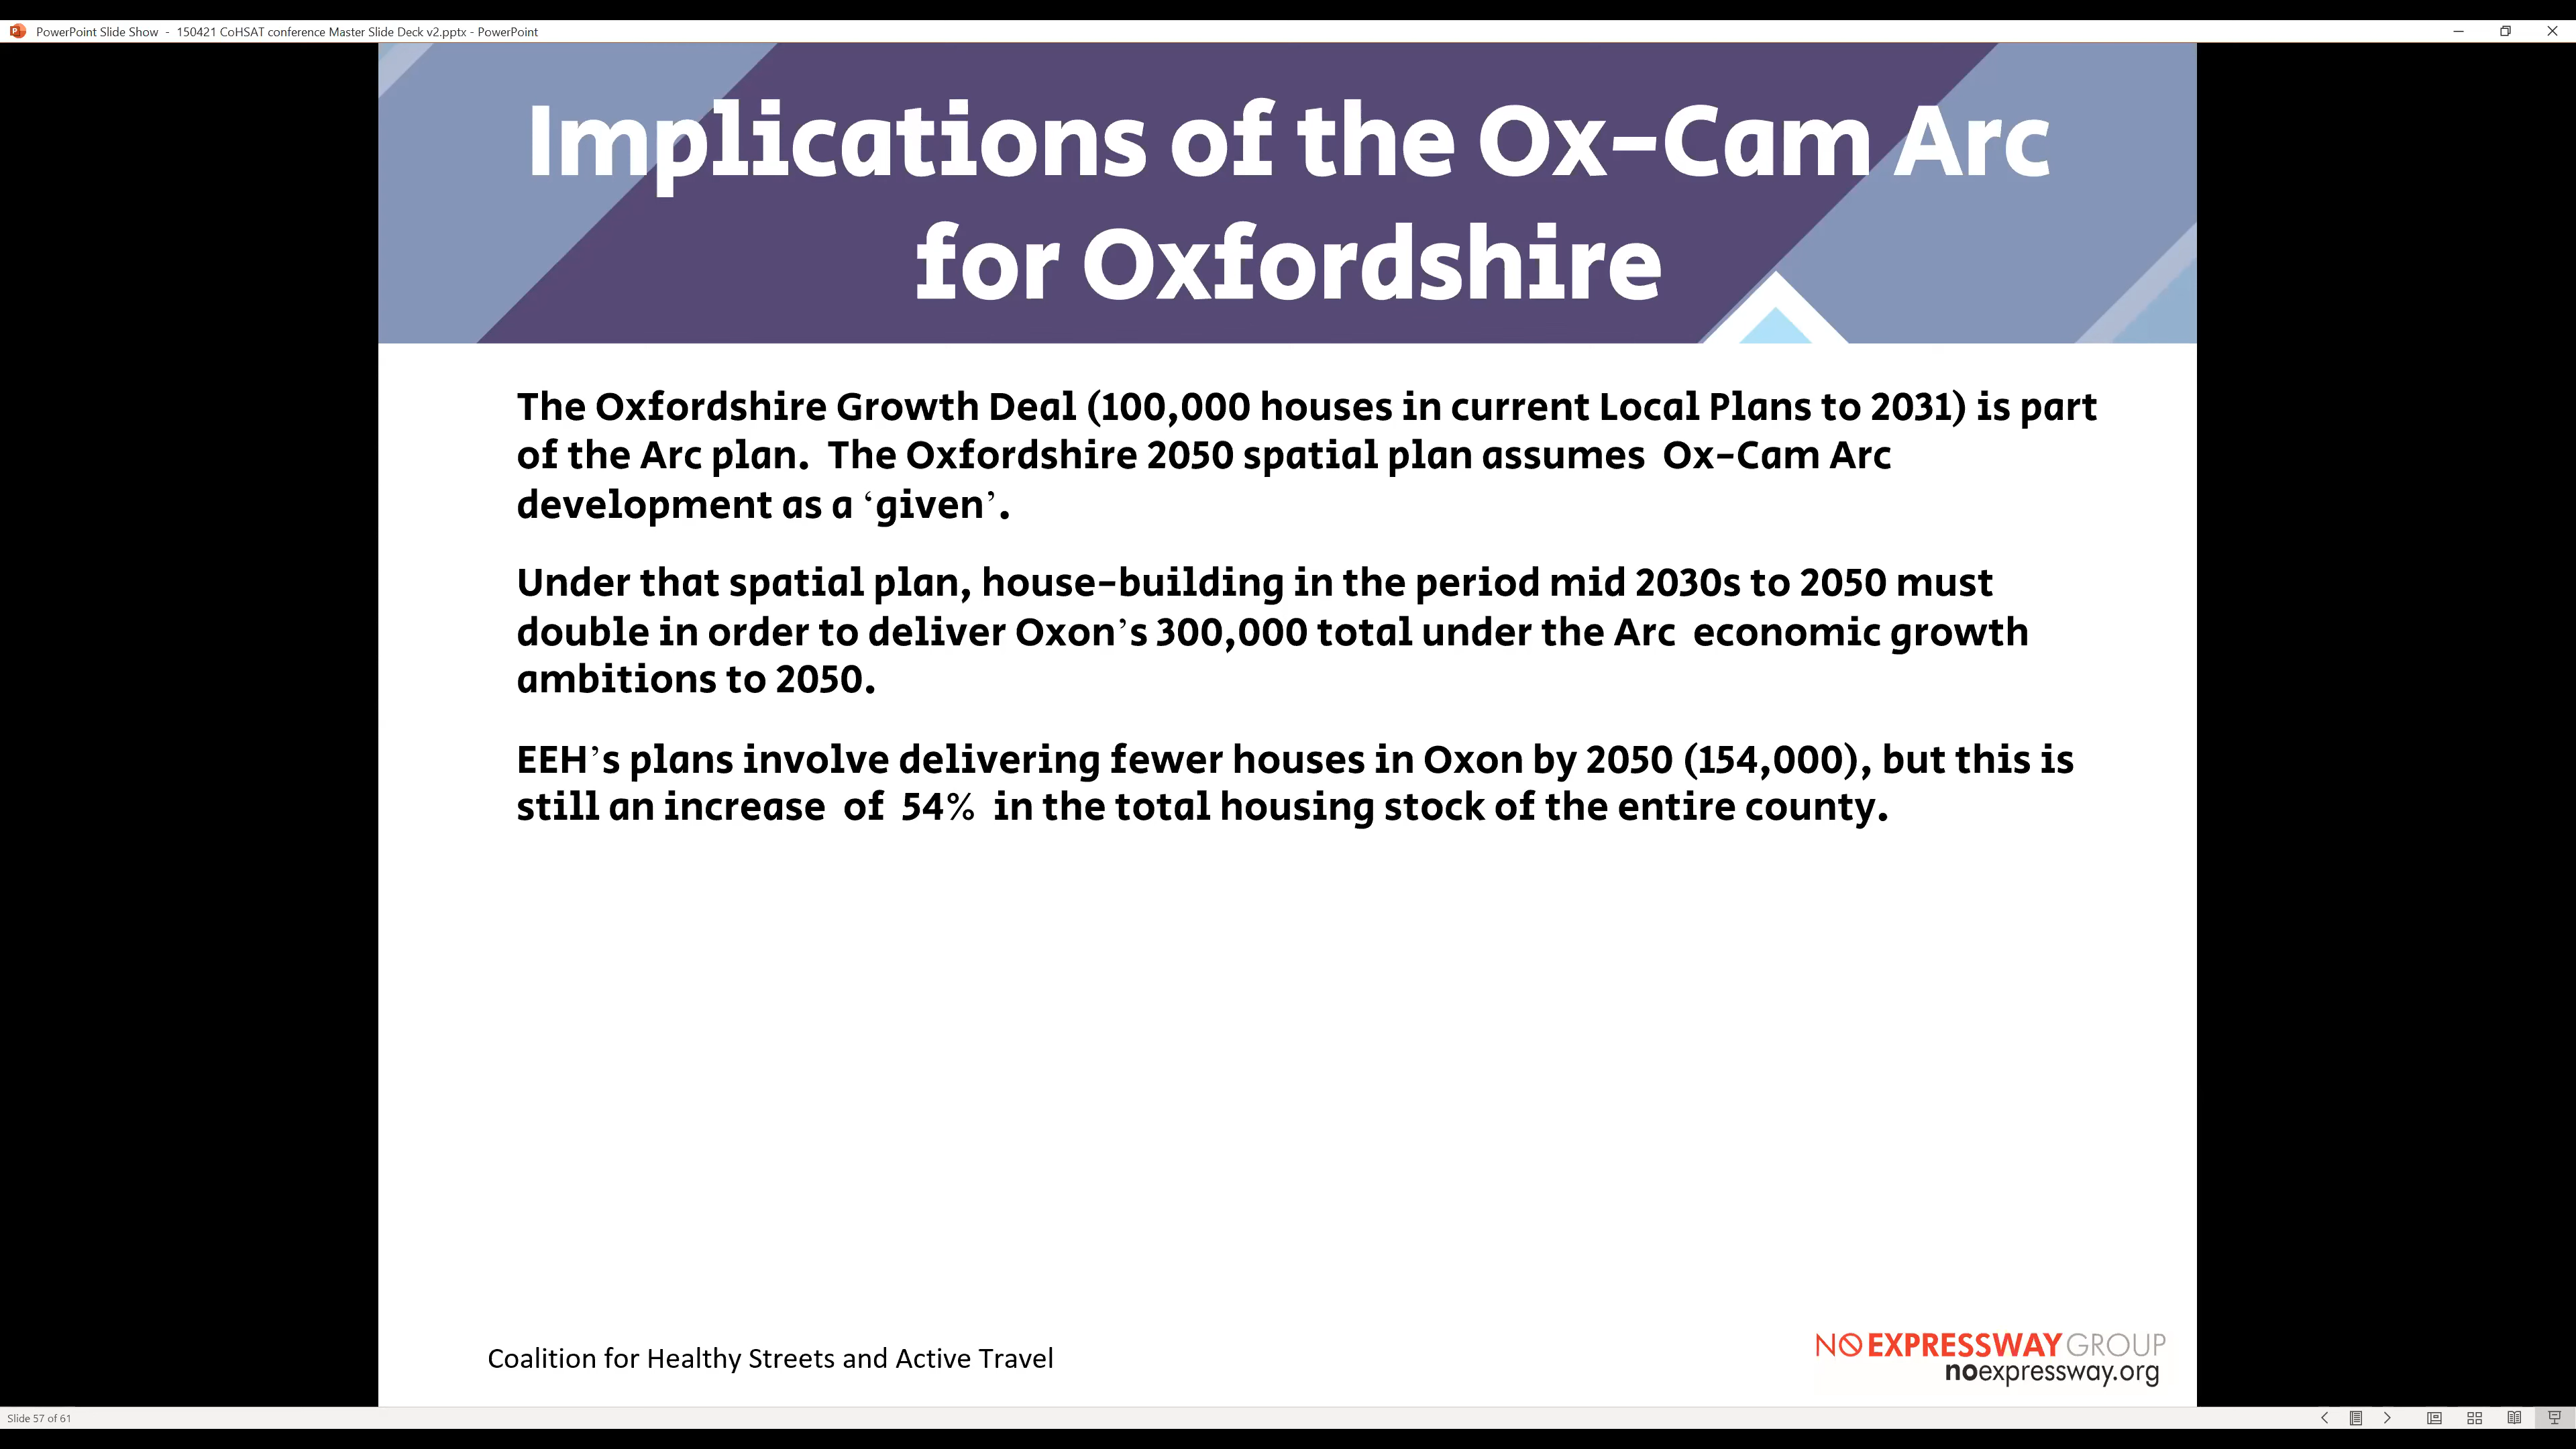 PowerPoint Slide Show - 150421 CoHSAT conference Master Slide Deck v2.pptx - PowerPoint
Implications of the Ox-Cam Arc
for Oxfordshire
The Oxfordshire Growth Deal (100,000 houses in current Local Plans to 2031) is part
of the Arc plan. The Oxfordshire 2050 spatial plan assumes Ox-Cam Arc
development as a ‘given’.
Under that spatial plan, house-building in the period mid 2030s to 2050 must
double in order to deliver Oxon’s 300,000 total under the Arc economic growth
ambitions to 2050.
EEH’s plans involve delivering fewer houses in Oxon by 2050 (154,000), but this is
still an increase of 54% in the total housing stock of the entire county.
Coalition for Healthy Streets and Active Travel
NO EXPRESSWAY GROUP
noexpressway.org
Slide 57 of 61